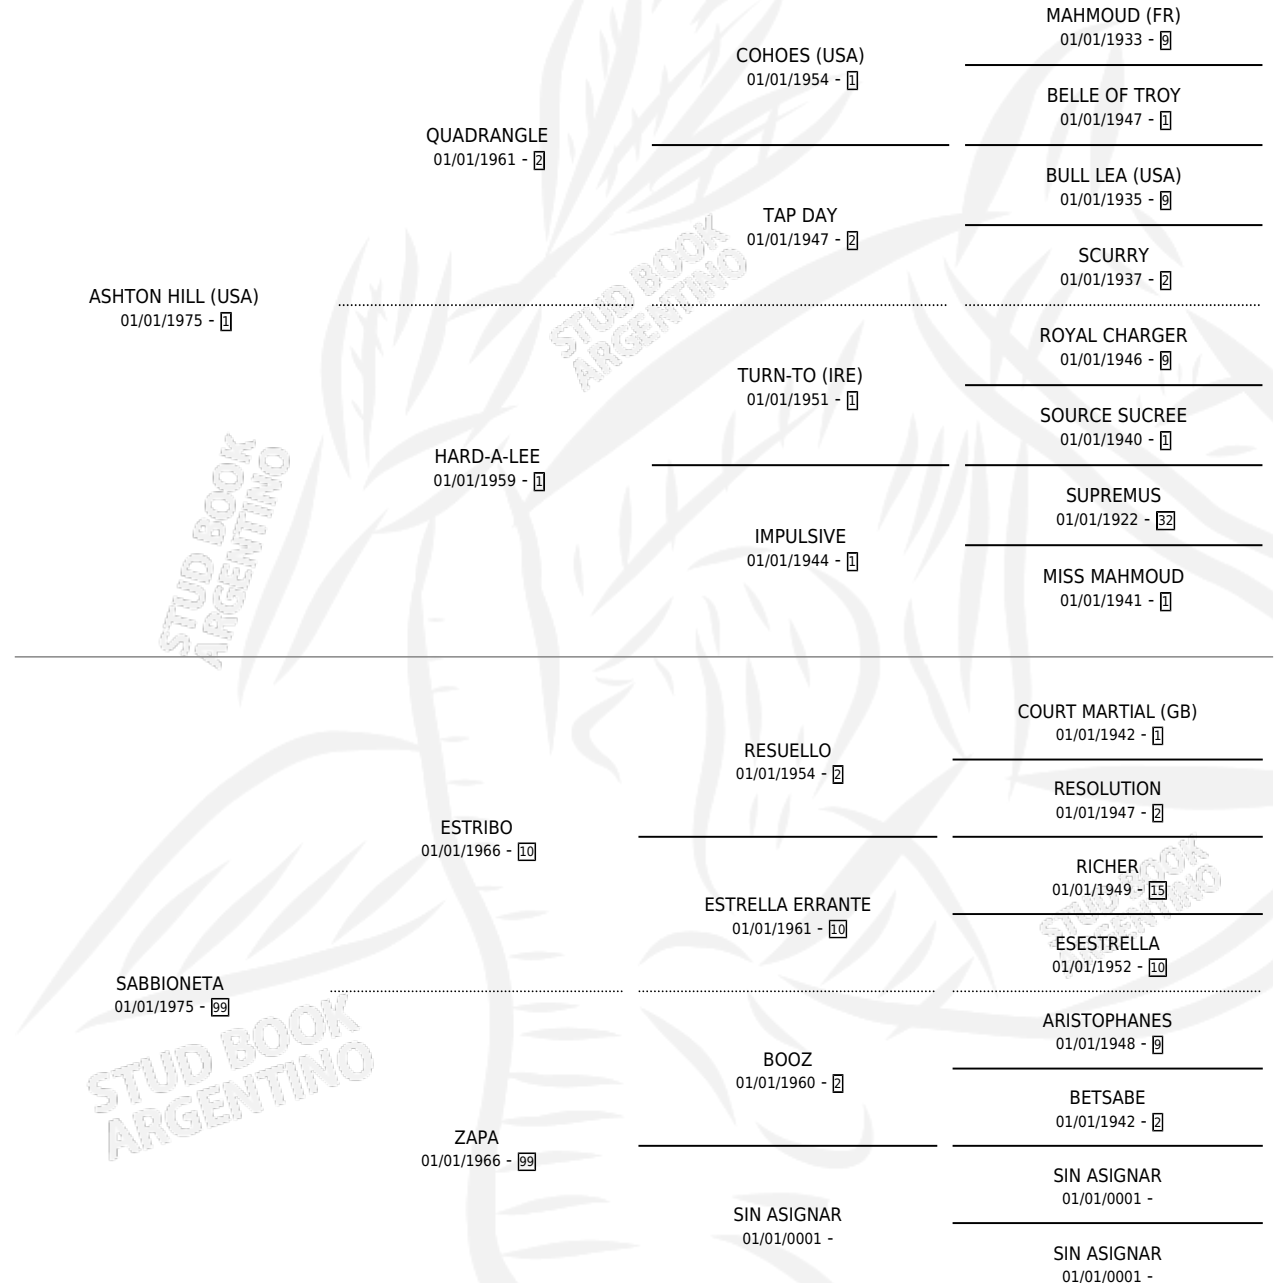 MAHMOUD (FR)
01/01/1933 - 9
COHOES (USA)
01/01/1954 - 1
BELLE OF TROY
01/01/1947 - 1
QUADRANGLE
01/01/1961 - 2
BULL LEA (USA)
01/01/1935 - 9
TAP DAY
01/01/1947 - 2
SCURRY
01/01/1937 - 2
ASHTON HILL (USA)
01/01/1975 - 1
ROYAL CHARGER
01/01/1946 - 9
TURN-TO (IRE)
01/01/1951 - 1
SOURCE SUCREE
01/01/1940 - 1
HARD-A-LEE
01/01/1959 - 1
SUPREMUS
01/01/1922 - 32
IMPULSIVE
01/01/1944 - 1
MISS MAHMOUD
01/01/1941 - 1
COURT MARTIAL (GB)
01/01/1942 - 1
RESUELLO
01/01/1954 - 2
RESOLUTION
01/01/1947 - 2
ESTRIBO
01/01/1966 - 10
RICHER
01/01/1949 - 15
ESTRELLA ERRANTE
01/01/1961 - 10
ESESTRELLA
01/01/1952 - 10
SABBIONETA
01/01/1975 - 99
ARISTOPHANES
01/01/1948 - 9
BOOZ
01/01/1960 - 2
BETSABE
01/01/1942 - 2
ZAPA
01/01/1966 - 99
SIN ASIGNAR
01/01/0001 -
SIN ASIGNAR
01/01/0001 -
SIN ASIGNAR
01/01/0001 -
STUD BOOK
ARGENTINO
STUD BOOK
ARGENTINO
STUD BOOK
ARGENTINO
STUD BOOK
ARGENTINO